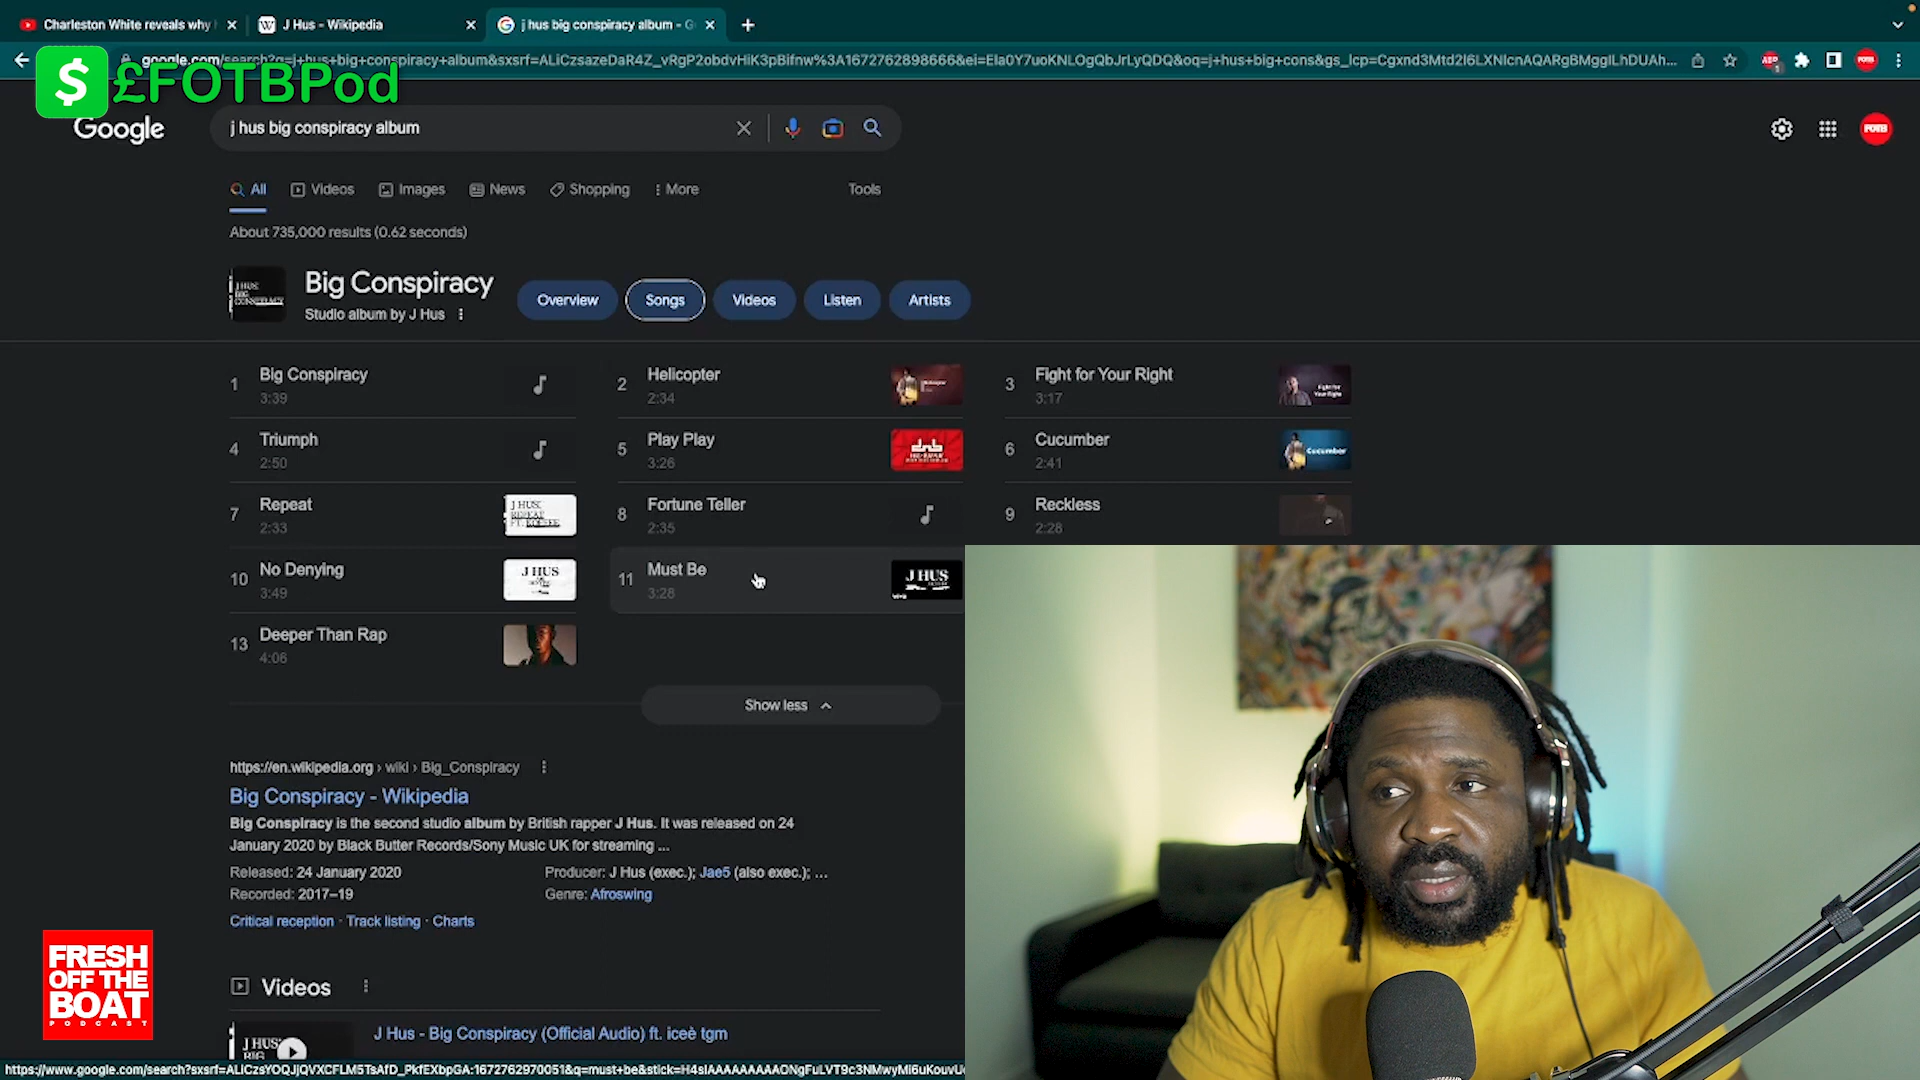 Charleston White reveals why
J Hus - Wikipedia
j hus big conspiracy album - G
$ £FOTBPod
Google
j hus big conspiracy album
FOTB
All
Videos
Images
News
Shopping
More
Tools
About 735,000 results (0.62 seconds)
Big Conspiracy
Studio album by J Hus
Overview
Songs
Videos
Listen
Artists
1 Big Conspiracy
3:39
2 Helicopter
2:34
3 Fight for Your Right
3:17
4 Triumph
2:50
5 Play Play
3:26
6 Cucumber
2:41
7 Repeat
2:33
8 Fortune Teller
2:35
9 Reckless
2:28
10 No Denying
3:49
11 Must Be
3:28
J HUS
13 Deeper Than Rap
4:06
Show less
https://en.wikipedia.org › wiki › Big_Conspiracy
Big Conspiracy - Wikipedia
Big Conspiracy is the second studio album by British rapper J Hus. It was released on 24
January 2020 by Black Butter Records/Sony Music UK for streaming ...
Released: 24 January 2020
Producer: J Hus (exec.); Jae5 (also exec.); ...
Recorded: 2017–19
Genre: Afroswing
Critical reception · Track listing · Charts
Videos
J Hus - Big Conspiracy (Official Audio) ft. iceè tgm
FRESH
OFF THE
BOAT
PODCAST